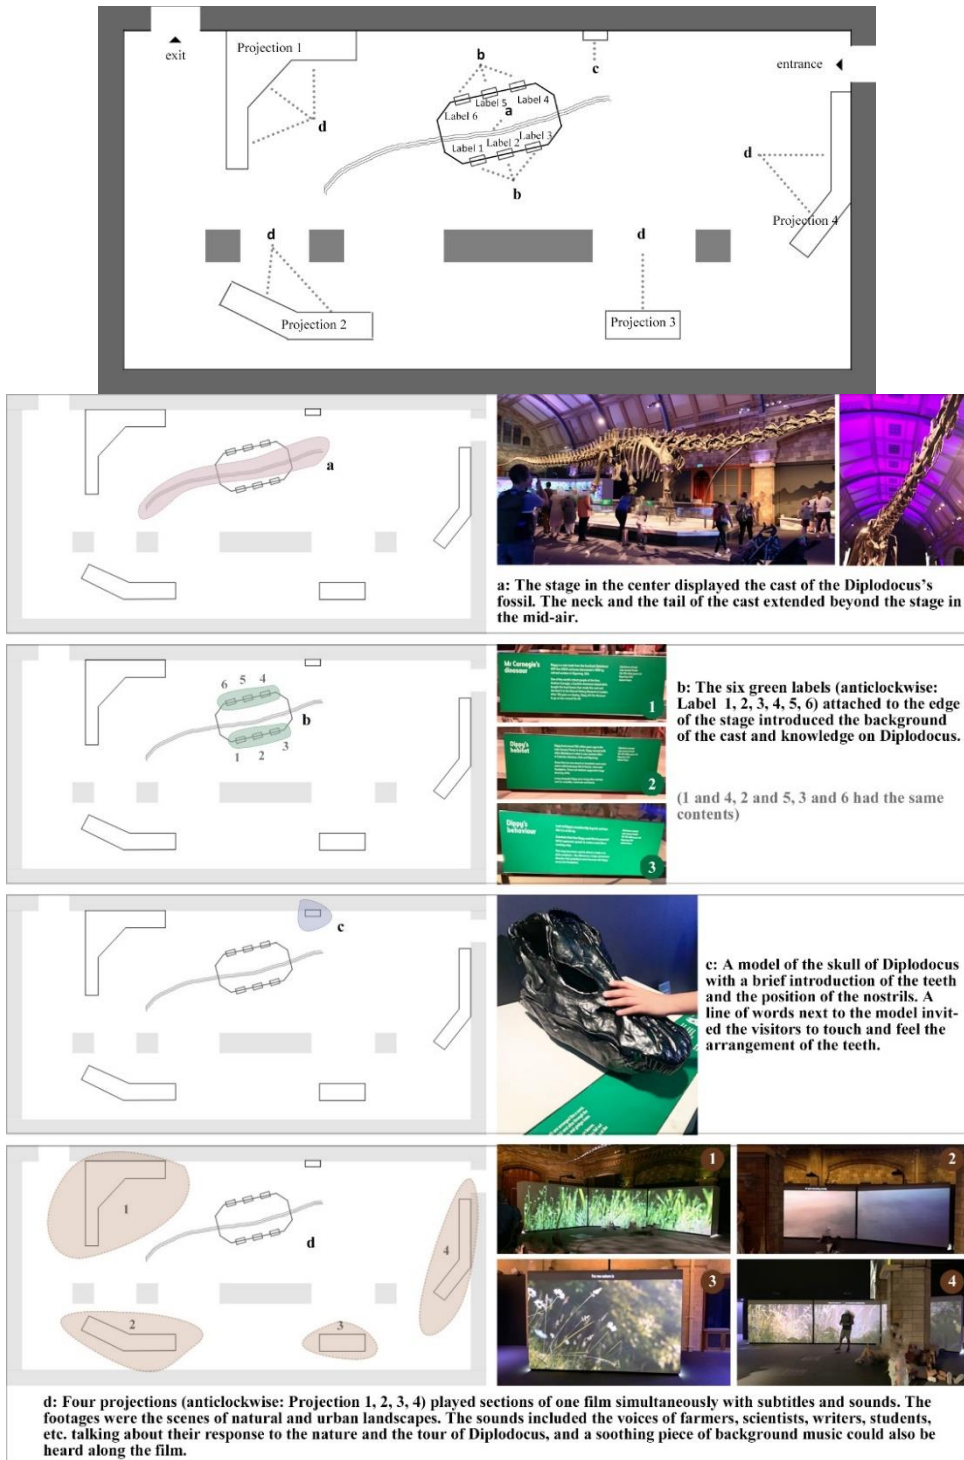 exit
Projection 1
b
c
entrance
Label 5
Label 4
Label 6
a
d
Label 3
Label 2
Label 1
d
b
Projection 4
d
d
Projection 2
Projection 3
a
a: The stage in the center displayed the cast of the Diplodocus's
fossil. The neck and the tail of the cast extended beyond the stage in
the mid-air.
6 5 4
b
1 2 3
Mr Carnegie's
dinosaur
1
Dippy's
habitat
2
Dippy's
behaviour
3
b: The six green labels (anticlockwise:
Label 1, 2, 3, 4, 5, 6) attached to the edge
of the stage introduced the background
of the cast and knowledge on Diplodocus.
(1 and 4, 2 and 5, 3 and 6 had the same
contents)
c
c: A model of the skull of Diplodocus
with a brief introduction of the teeth
and the position of the nostrils. A
line of words next to the model invit-
ed the visitors to touch and feel the
arrangement of the teeth.
1
d
4
2
3
1
2
3
4
d: Four projections (anticlockwise: Projection 1, 2, 3, 4) played sections of one film simultaneously with subtitles and sounds. The
footages were the scenes of natural and urban landscapes. The sounds included the voices of farmers, scientists, writers, students,
etc. talking about their response to the nature and the tour of Diplodocus, and a soothing piece of background music could also be
heard along the film.